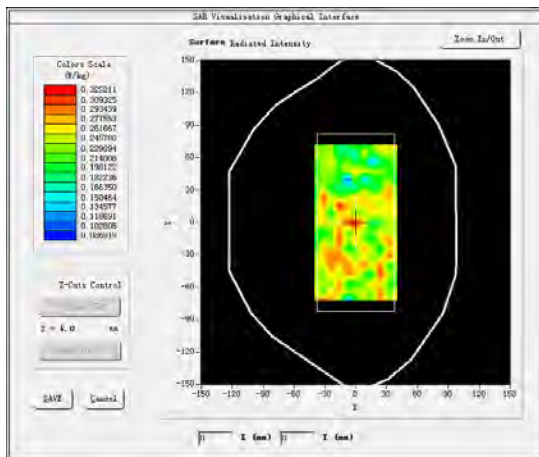 SAR Visualisation Graphical Interface
Surface Radiated Intensity
Zoom In/Out
Colors Scale
(W/kg)
0.325211
0.309325
0.293439
0.277553
0.261667
0.245780
0.229894
0.214008
0.198122
0.182236
0.166350
0.150464
0.134577
0.118691
0.102805
0.086919
150
120
90
60
30
0
-30
-60
-90
-120
-150
Y
-150 -120 -90 -60 -30 0 30 60 90 120 150
X
Z-Cuts Control
Z = 4.0 mm
SAVE Cancel
0 X (mm) 0 Y (mm)